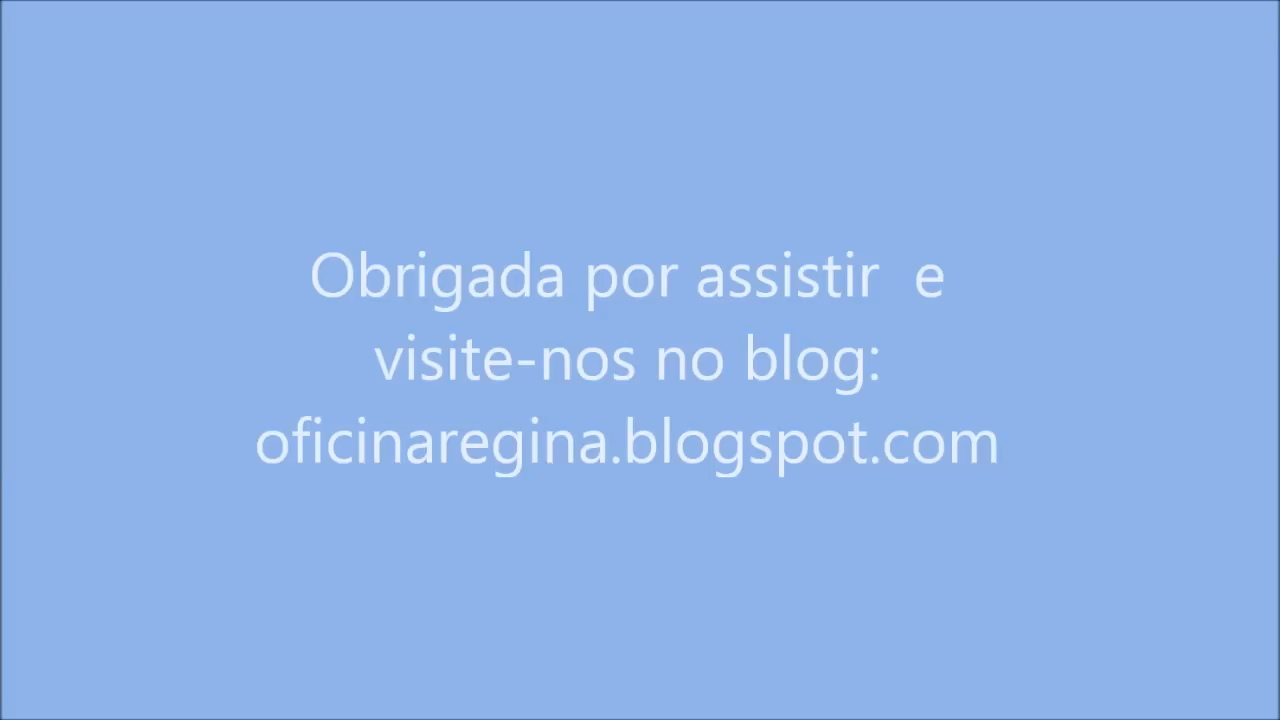 Obrigada por assistir  e
visite-nos no blog:
oficinaregina.blogspot.com